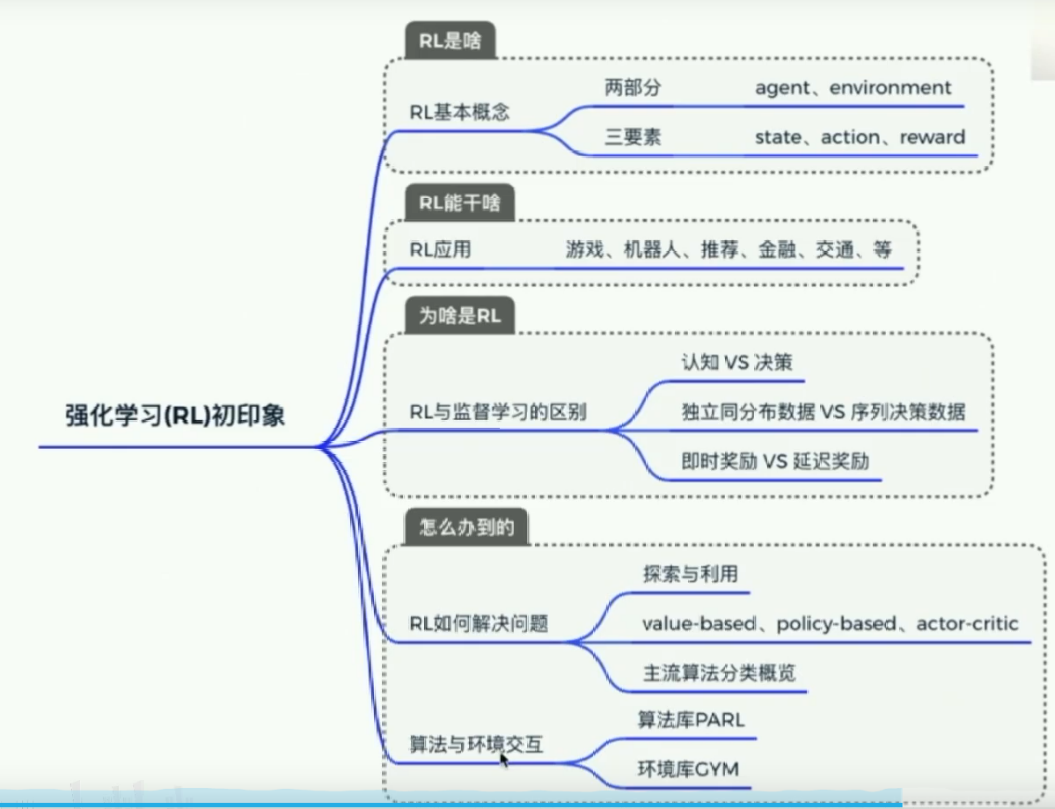 RL是啥
RL基本概念
两部分 agent、environment
三要素 state、action、reward
RL能干啥
RL应用 游戏、机器人、推荐、金融、交通、等
为啥是RL
强化学习(RL)初印象
RL与监督学习的区别
认知 VS 决策
独立同分布数据 VS 序列决策数据
即时奖励 VS 延迟奖励
怎么办到的
RL如何解决问题
探索与利用
value-based、policy-based、actor-critic
主流算法分类概览
算法与环境交互
算法库PARL
环境库GYM